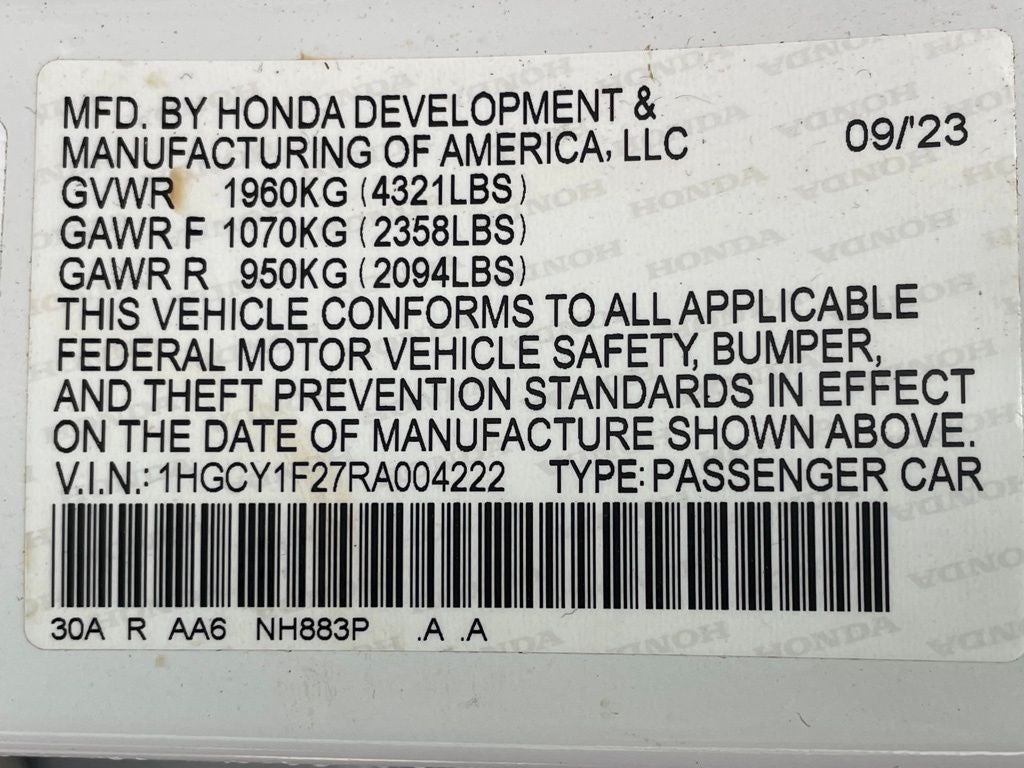 MFD. BY HONDA DEVELOPMENT &
MANUFACTURING OF AMERICA, LLC 09/'23
GVWR 1960KG (4321LBS)
GAWR F 1070KG (2358LBS)
GAWR R 950KG (2094LBS)
THIS VEHICLE CONFORMS TO ALL APPLICABLE
FEDERAL MOTOR VEHICLE SAFETY, BUMPER,
AND THEFT PREVENTION STANDARDS IN EFFECT
ON THE DATE OF MANUFACTURE SHOWN ABOVE.
V.I.N.: 1HGCY1F27RA004222 TYPE: PASSENGER CAR
30A R AA6 NH883P .A .A